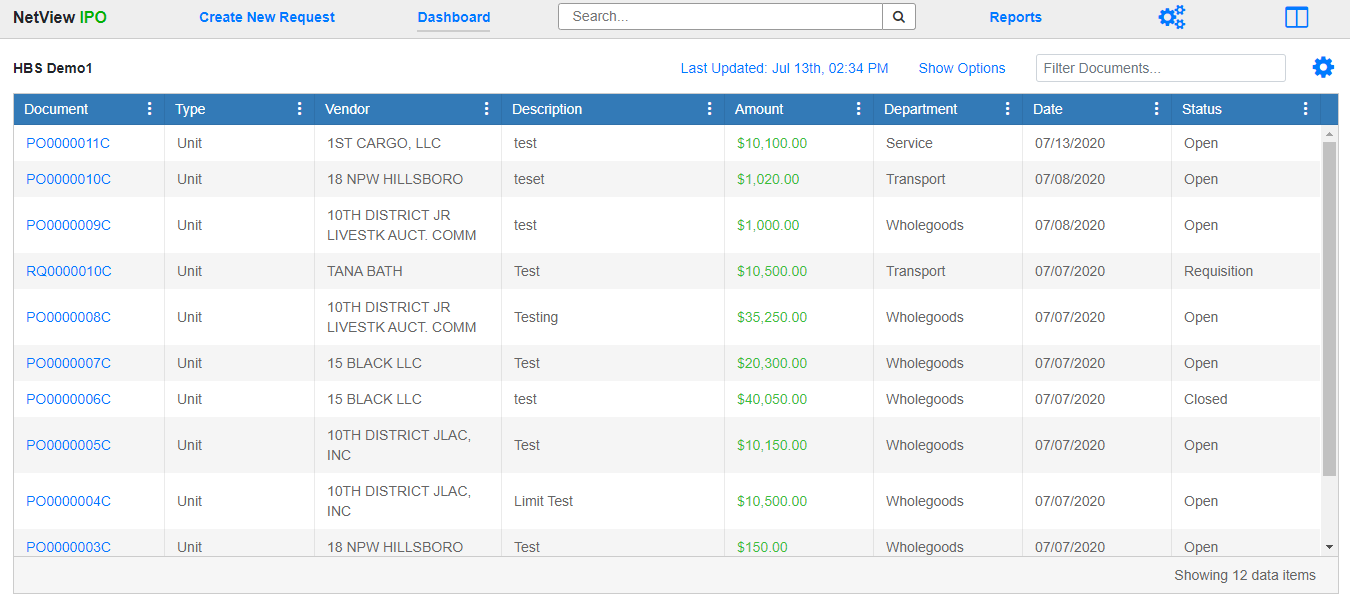 NetView IPO Create New Request Dashboard Search... Reports
HBS Demo1 Last Updated: Jul 13th, 02:34 PM Show Options Filter Documents...
Document Type Vendor Description Amount Department Date Status
PO0000011C Unit 1ST CARGO, LLC test $10,100.00 Service 07/13/2020 Open
PO0000010C Unit 18 NPW HILLSBORO teset $1,020.00 Transport 07/08/2020 Open
PO0000009C Unit 10TH DISTRICT JR test $1,000.00 Wholegoods 07/08/2020 Open
LIVESTK AUCT. COMM
RQ0000010C Unit TANA BATH Test $10,500.00 Transport 07/07/2020 Requisition
PO0000008C Unit 10TH DISTRICT JR Testing $35,250.00 Wholegoods 07/07/2020 Open
LIVESTK AUCT. COMM
PO0000007C Unit 15 BLACK LLC Test $20,300.00 Wholegoods 07/07/2020 Open
PO0000006C Unit 15 BLACK LLC test $40,050.00 Wholegoods 07/07/2020 Closed
PO0000005C Unit 10TH DISTRICT JLAC, Test $10,150.00 Wholegoods 07/07/2020 Open
INC
PO0000004C Unit 10TH DISTRICT JLAC, Limit Test $10,500.00 Wholegoods 07/07/2020 Open
INC
PO0000003C Unit 18 NPW HILLSBORO Test $150.00 Wholegoods 07/07/2020 Open
Showing 12 data items